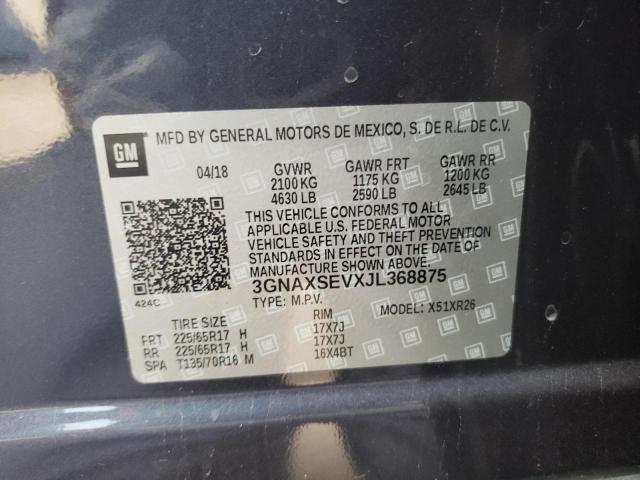 GM
MFD BY GENERAL MOTORS DE MEXICO, S. DE R.L. DE C.V.
04/18 GVWR GAWR FRT GAWR RR
2100 KG 1175 KG 1200 KG
4630 LB 2590 LB 2645 LB
THIS VEHICLE CONFORMS TO ALL
APPLICABLE U.S. FEDERAL MOTOR
VEHICLE SAFETY AND THEFT PREVENTION
STANDARDS IN EFFECT ON THE DATE OF
MANUFACTURE SHOWN ABOVE.
424C 3GNAXSEVXJL368875
TYPE: M.P.V. MODEL: X51XR26
TIRE SIZE RIM
FRT 225/65R17 H 17X7J
RR 225/65R17 H 17X7J
SPA T135/70R16 M 16X4BT